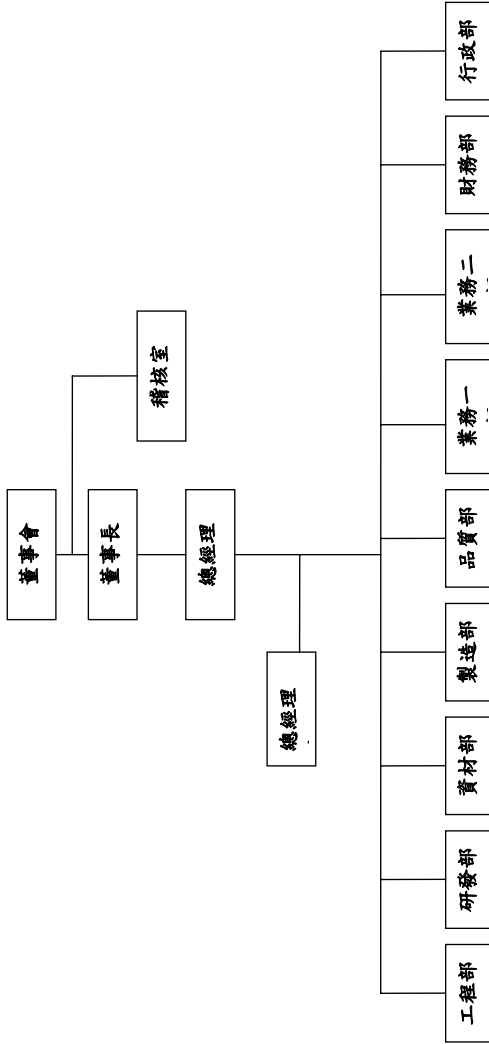 董事會
稽核室
董事長
總經理
總經理
工程部
研發部
資材部
製造部
品質部
業務一
業務二
財務部
行政部